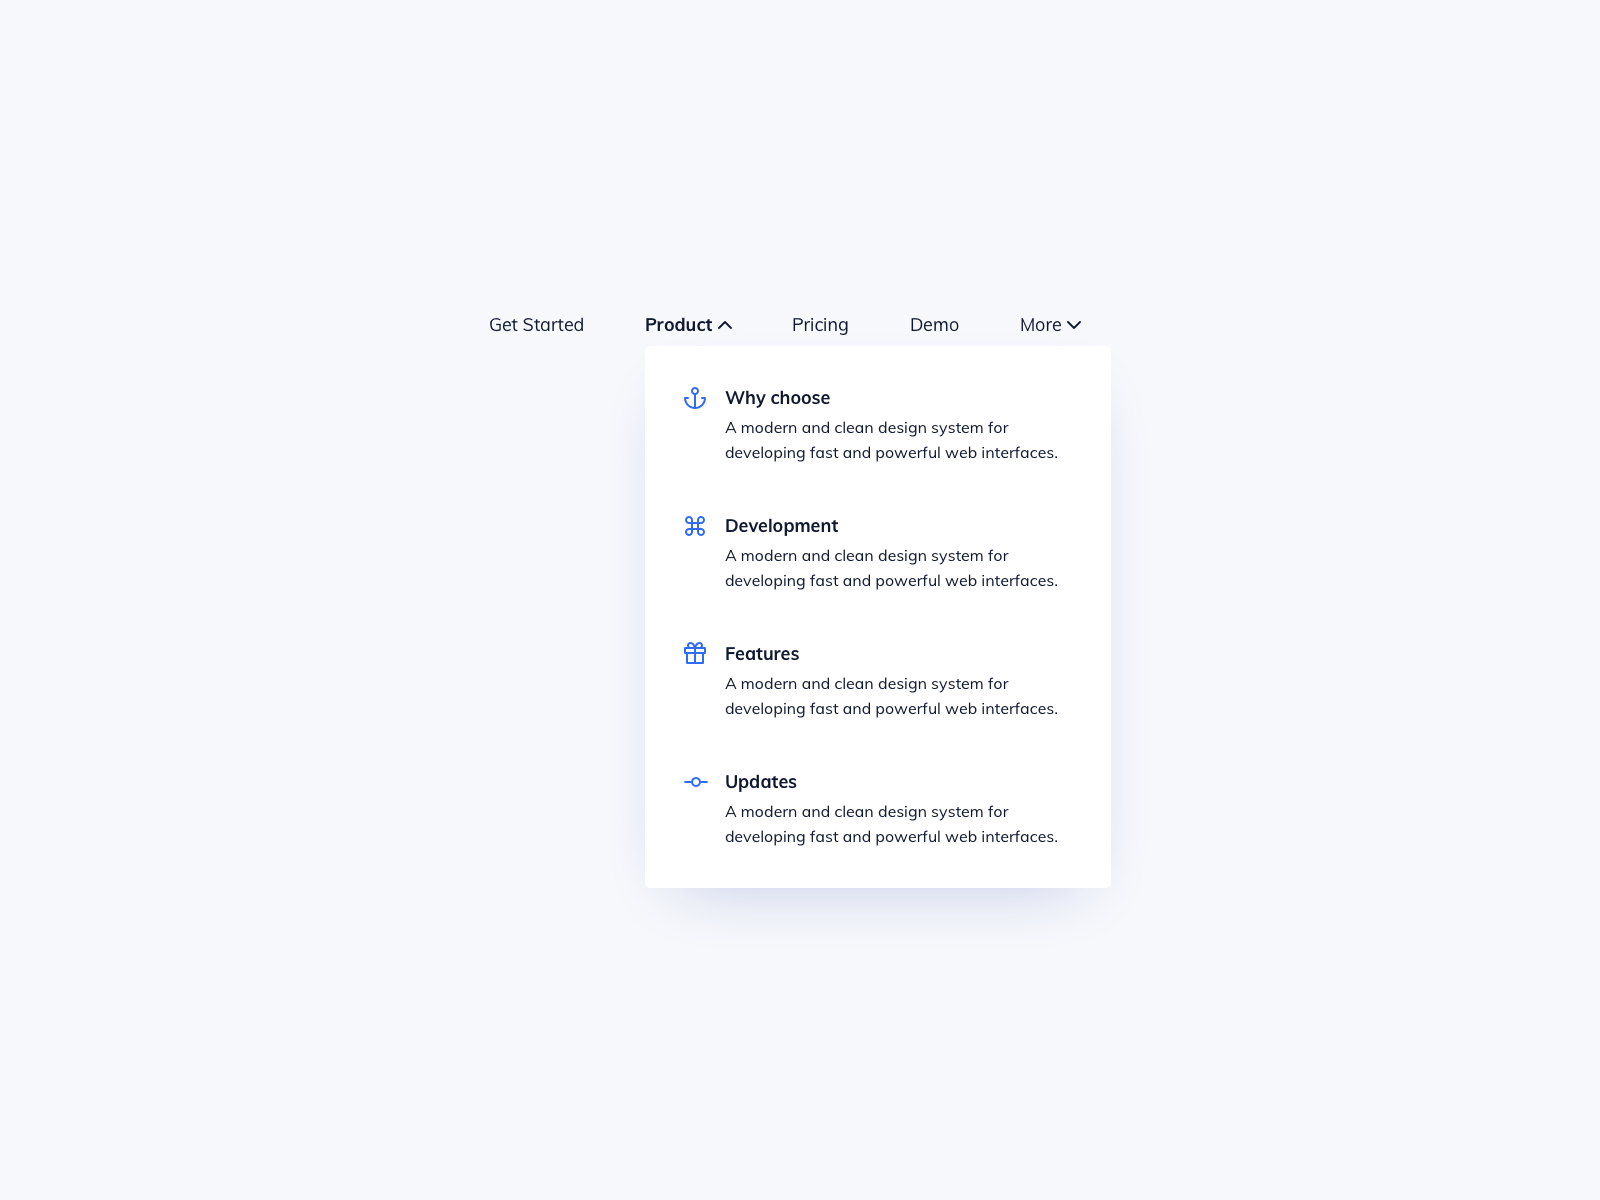 Get Started Product Pricing Demo More
Why choose
A modern and clean design system for
developing fast and powerful web interfaces.
Development
A modern and clean design system for
developing fast and powerful web interfaces.
Features
A modern and clean design system for
developing fast and powerful web interfaces.
Updates
A modern and clean design system for
developing fast and powerful web interfaces.